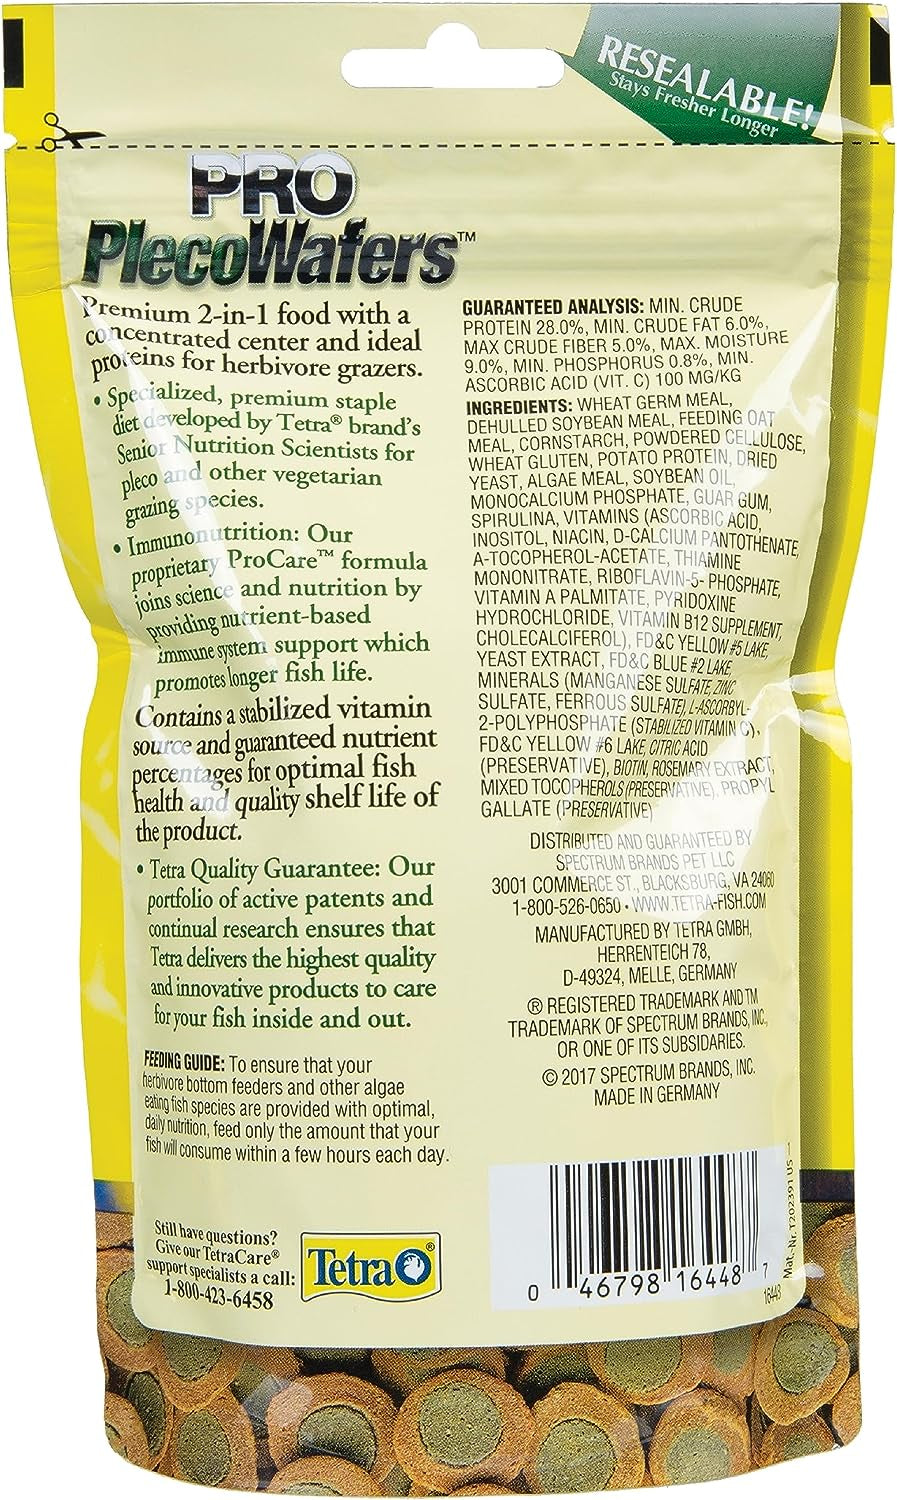 RESEALABLE!
Stays Fresher Longer
PRO
PlecoWafers™
Premium 2-in-1 food with a
concentrated center and ideal
proteins for herbivore grazers.
• Specialized, premium staple
diet developed by Tetra® brand's
Senior Nutrition Scientists for
pleco and other vegetarian
grazing species.
• Immunonutrition: Our
proprietary ProCare™ formula
joins science and nutrition by
providing nutrient-based
immune system support which
promotes longer fish life.
Contains a stabilized vitamin
source and guaranteed nutrient
percentages for optimal fish
health and quality shelf life of
the product.
• Tetra Quality Guarantee: Our
portfolio of active patents and
continual research ensures that
Tetra delivers the highest quality
and innovative products to care
for your fish inside and out.
FEEDING GUIDE: To ensure that your
herbivore bottom feeders and other algae
eating fish species are provided with optimal,
daily nutrition, feed only the amount that your
fish will consume within a few hours each day.
Still have questions?
Give our TetraCare®
support specialists a call:
1-800-423-6458
Tetra®
GUARANTEED ANALYSIS: MIN. CRUDE
PROTEIN 28.0%, MIN. CRUDE FAT 6.0%,
MAX CRUDE FIBER 5.0%, MAX. MOISTURE
9.0%, MIN. PHOSPHORUS 0.8%, MIN.
ASCORBIC ACID (VIT. C) 100 MG/KG
INGREDIENTS: WHEAT GERM MEAL,
DEHULLED SOYBEAN MEAL, FEEDING OAT
MEAL, CORNSTARCH, POWDERED CELLULOSE,
WHEAT GLUTEN, POTATO PROTEIN, DRIED
YEAST, ALGAE MEAL, SOYBEAN OIL,
MONOCALCIUM PHOSPHATE, GUAR GUM,
SPIRULINA, VITAMINS (ASCORBIC ACID,
INOSITOL, NIACIN, D-CALCIUM PANTOTHENATE,
A-TOCOPHEROL-ACETATE, THIAMINE
MONONITRATE, RIBOFLAVIN-5- PHOSPHATE,
VITAMIN A PALMITATE, PYRIDOXINE
HYDROCHLORIDE, VITAMIN B12 SUPPLEMENT,
CHOLECALCIFEROL), FD&C YELLOW #5 LAKE,
YEAST EXTRACT, FD&C BLUE #2 LAKE,
MINERALS (MANGANESE SULFATE, ZINC
SULFATE, FERROUS SULFATE) L-ASCORBYL-
2-POLYPHOSPHATE (STABILIZED VITAMIN C),
FD&C YELLOW #6 LAKE, CITRIC ACID
(PRESERVATIVE), BIOTIN, ROSEMARY EXTRACT,
MIXED TOCOPHEROLS (PRESERVATIVE), PROPYL
GALLATE (PRESERVATIVE)
DISTRIBUTED AND GUARANTEED BY
SPECTRUM BRANDS PET LLC
3001 COMMERCE ST., BLACKSBURG, VA 24060
1-800-526-0650 • WWW.TETRA-FISH.COM
MANUFACTURED BY TETRA GMBH,
HERRENTEICH 78,
D-49324, MELLE, GERMANY
® REGISTERED TRADEMARK AND TM
TRADEMARK OF SPECTRUM BRANDS, INC.,
OR ONE OF ITS SUBSIDARIES.
© 2017 SPECTRUM BRANDS, INC.
MADE IN GERMANY
0 46798 16448 7
16448
Mat.-Nr. T202391 US